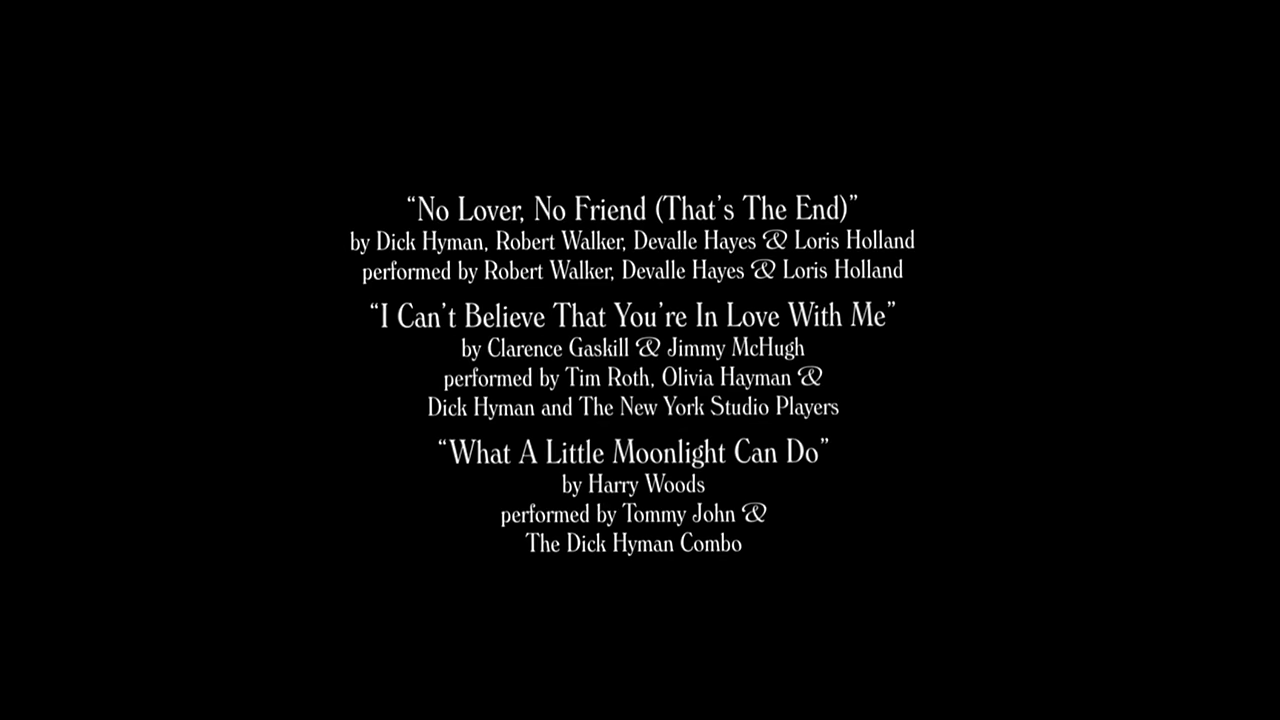 “No Lover, No Friend (That’s The End)”
by Dick Hyman, Robert Walker, Devalle Hayes & Loris Holland
performed by Robert Walker, Devalle Hayes & Loris Holland
“I Can’t Believe That You’re In Love With Me”
by Clarence Gaskill & Jimmy McHugh
performed by Tim Roth, Olivia Hayman &
Dick Hyman and The New York Studio Players
“What A Little Moonlight Can Do”
by Harry Woods
performed by Tommy John &
The Dick Hyman Combo